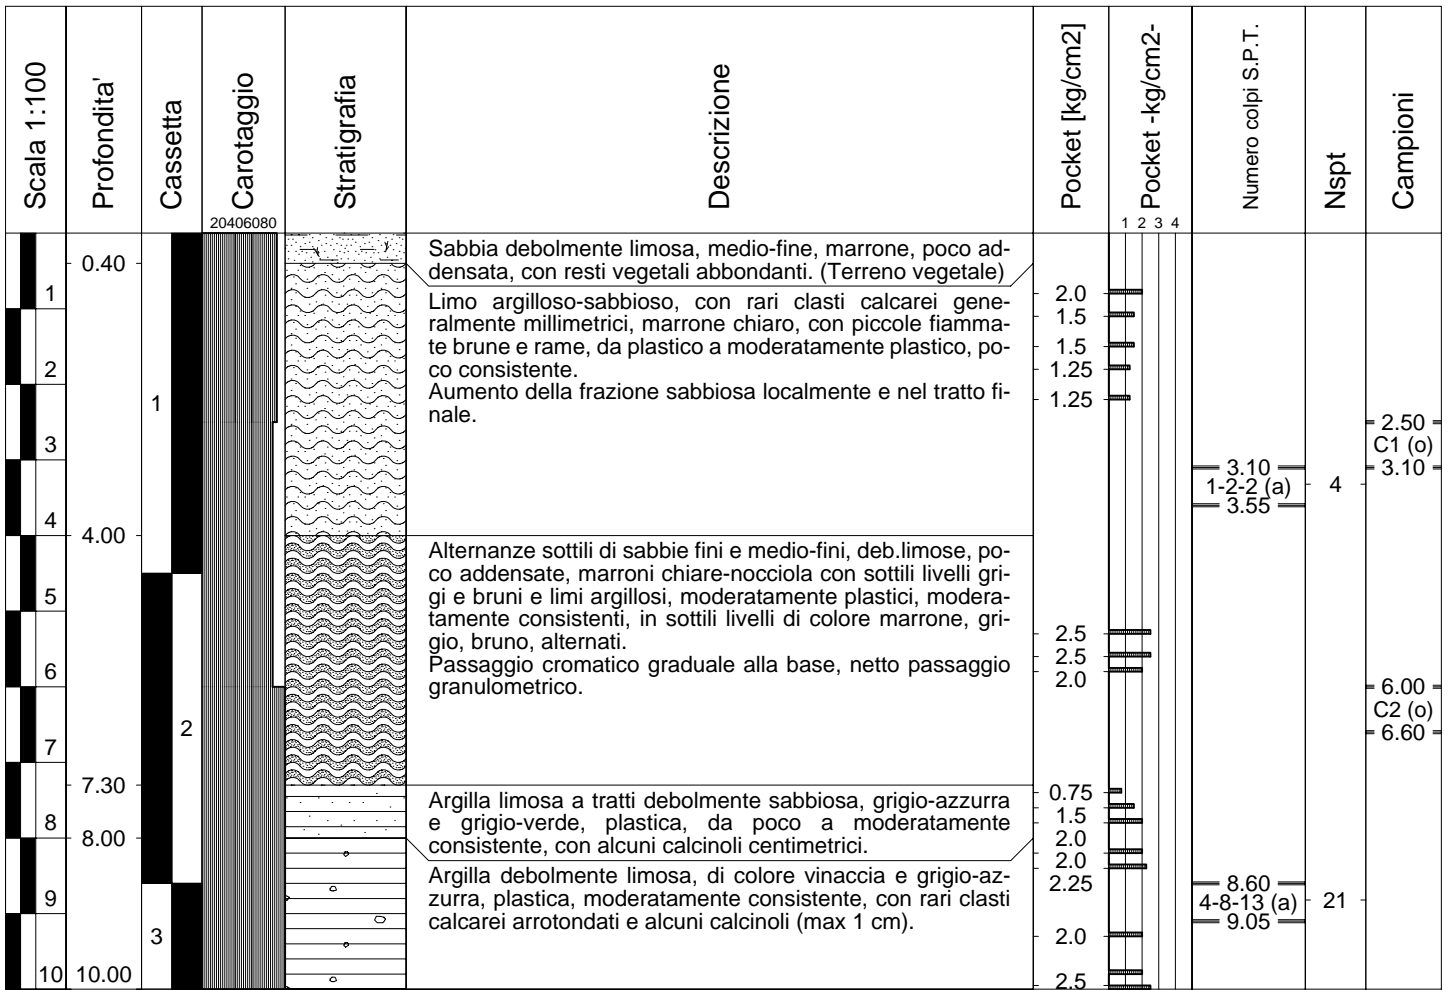 Scala 1:100
Profondita'
Cassetta
Carotaggio
20406080
Stratigrafia
Descrizione
Pocket [kg/cm2]
Pocket -kg/cm2-
1 2 3 4
Numero colpi S.P.T.
Nspt
Campioni
1
2
3
4
5
6
7
8
9
10
0.40
4.00
7.30
8.00
10.00
1
2
3
Sabbia debolmente limosa, medio-fine, marrone, poco ad-
densata, con resti vegetali abbondanti. (Terreno vegetale)
Limo argilloso-sabbioso, con rari clasti calcarei gene-
ralmente millimetrici, marrone chiaro, con piccole fiamma-
te brune e rame, da plastico a moderatamente plastico, po-
co consistente.
Aumento della frazione sabbiosa localmente e nel tratto fi-
nale.
Alternanze sottili di sabbie fini e medio-fini, deb.limose, po-
co addensate, marroni chiare-nocciola con sottili livelli gri-
gi e bruni e limi argillosi, moderatamente plastici, modera-
tamente consistenti, in sottili livelli di colore marrone, gri-
gio, bruno, alternati.
Passaggio cromatico graduale alla base, netto passaggio
granulometrico.
Argilla limosa a tratti debolmente sabbiosa, grigio-azzurra
e grigio-verde, plastica, da poco a moderatamente
consistente, con alcuni calcinoli centimetrici.
Argilla debolmente limosa, di colore vinaccia e grigio-az-
zurra, plastica, moderatamente consistente, con rari clasti
calcarei arrotondati e alcuni calcinoli (max 1 cm).
2.0
1.5
1.5
1.25
1.25
2.5
2.5
2.0
0.75
1.5
2.0
2.0
2.25
2.0
2.5
3.10
1-2-2 (a)
3.55
8.60
4-8-13 (a)
9.05
4
21
2.50
C1 (o)
3.10
6.00
C2 (o)
6.60